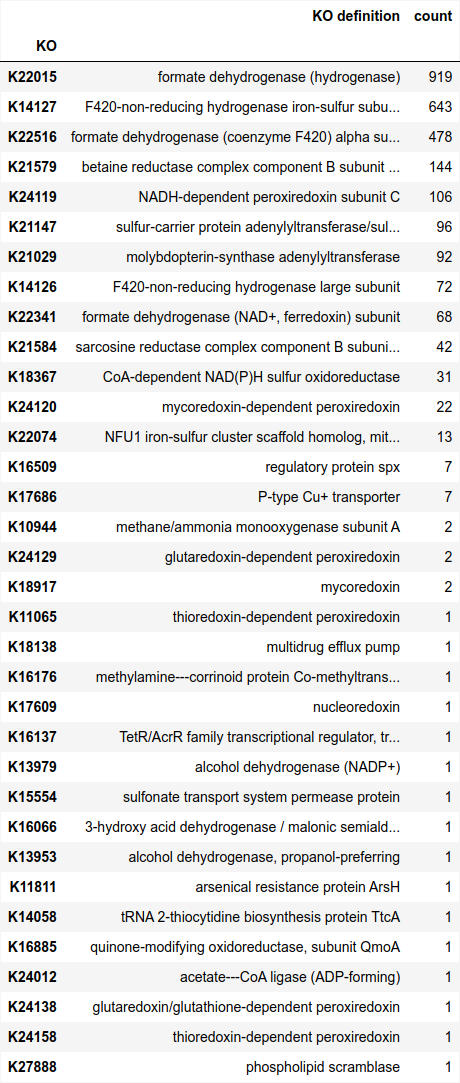 KO definition count
KO
K22015 formate dehydrogenase (hydrogenase) 919
K14127 F420-non-reducing hydrogenase iron-sulfur subu... 643
K22516 formate dehydrogenase (coenzyme F420) alpha su... 478
K21579 betaine reductase complex component B subunit ... 144
K24119 NADH-dependent peroxiredoxin subunit C 106
K21147 sulfur-carrier protein adenylyltransferase/sul... 96
K21029 molybdopterin-synthase adenylyltransferase 92
K14126 F420-non-reducing hydrogenase large subunit 72
K22341 formate dehydrogenase (NAD+, ferredoxin) subunit 68
K21584 sarcosine reductase complex component B subuni... 42
K18367 CoA-dependent NAD(P)H sulfur oxidoreductase 31
K24120 mycoredoxin-dependent peroxiredoxin 22
K22074 NFU1 iron-sulfur cluster scaffold homolog, mit... 13
K16509 regulatory protein spx 7
K17686 P-type Cu+ transporter 7
K10944 methane/ammonia monooxygenase subunit A 2
K24129 glutaredoxin-dependent peroxiredoxin 2
K18917 mycoredoxin 2
K11065 thioredoxin-dependent peroxiredoxin 1
K18138 multidrug efflux pump 1
K16176 methylamine---corrinoid protein Co-methyltrans... 1
K17609 nucleoredoxin 1
K16137 TetR/AcrR family transcriptional regulator, tr... 1
K13979 alcohol dehydrogenase (NADP+) 1
K15554 sulfonate transport system permease protein 1
K16066 3-hydroxy acid dehydrogenase / malonic semiald... 1
K13953 alcohol dehydrogenase, propanol-preferring 1
K11811 arsenical resistance protein ArsH 1
K14058 tRNA 2-thiocytidine biosynthesis protein TtcA 1
K16885 quinone-modifying oxidoreductase, subunit QmoA 1
K24012 acetate---CoA ligase (ADP-forming) 1
K24138 glutaredoxin/glutathione-dependent peroxiredoxin 1
K24158 thioredoxin-dependent peroxiredoxin 1
K27888 phospholipid scramblase 1